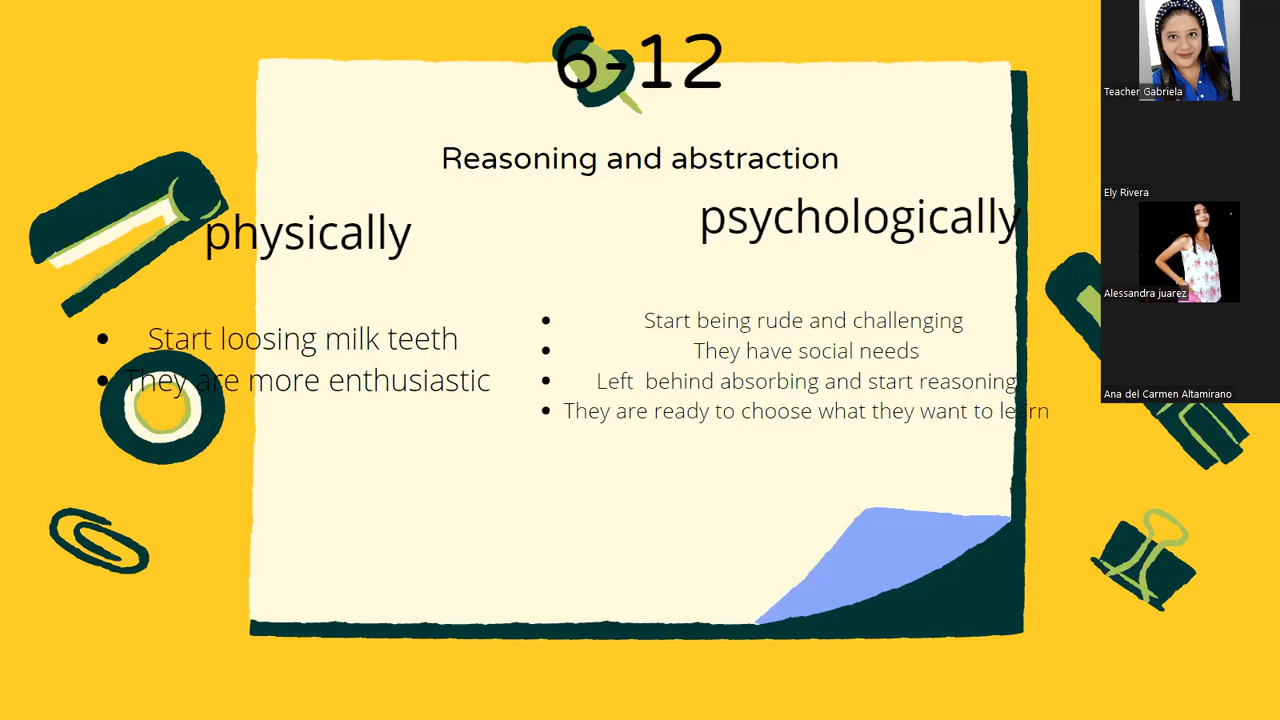 6-12
Reasoning and abstraction
physically
Start loosing milk teeth
They are more enthusiastic
psychologically
Start being rude and challenging
They have social needs
Left behind absorbing and start reasoning
They are ready to choose what they want to learn
Teacher Gabriela
Ely Rivera
Alessandra juarez
Ana del Carmen Altamirano